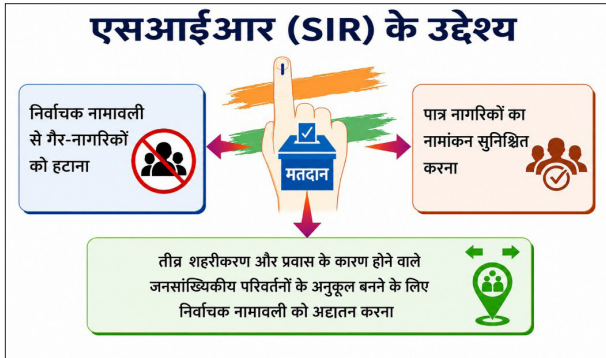 एसआईआर (SIR) के उद्देश्य
निर्वाचक नामावली
से गैर-नागरिकों
को हटाना
मतदान
पात्र नागरिकों का
नामांकन सुनिश्चित
करना
तीव्र शहरीकरण और प्रवास के कारण होने वाले
जनसांख्यिकीय परिवर्तनों के अनुकूल बनने के लिए
निर्वाचक नामावली को अद्यतन करना